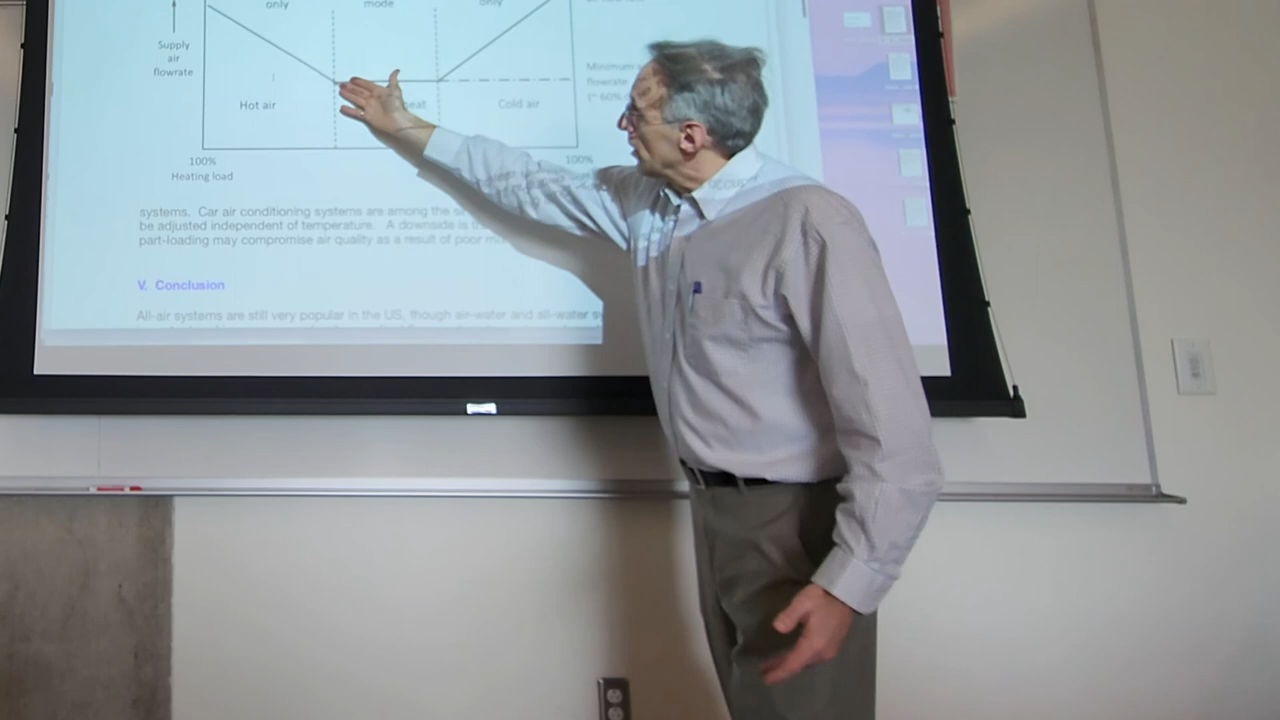 only mode only
Supply
air
flowrate
Minimum
flowrate
(~ 60%
Hot air eat Cold air
100% 100%
Heating load
systems. Car air conditioning systems are among the
be adjusted independent of temperature. A downside is
part-loading may compromise air quality as a result of poor
V. Conclusion
All-air systems are still very popular in the US, though air-water and all-water